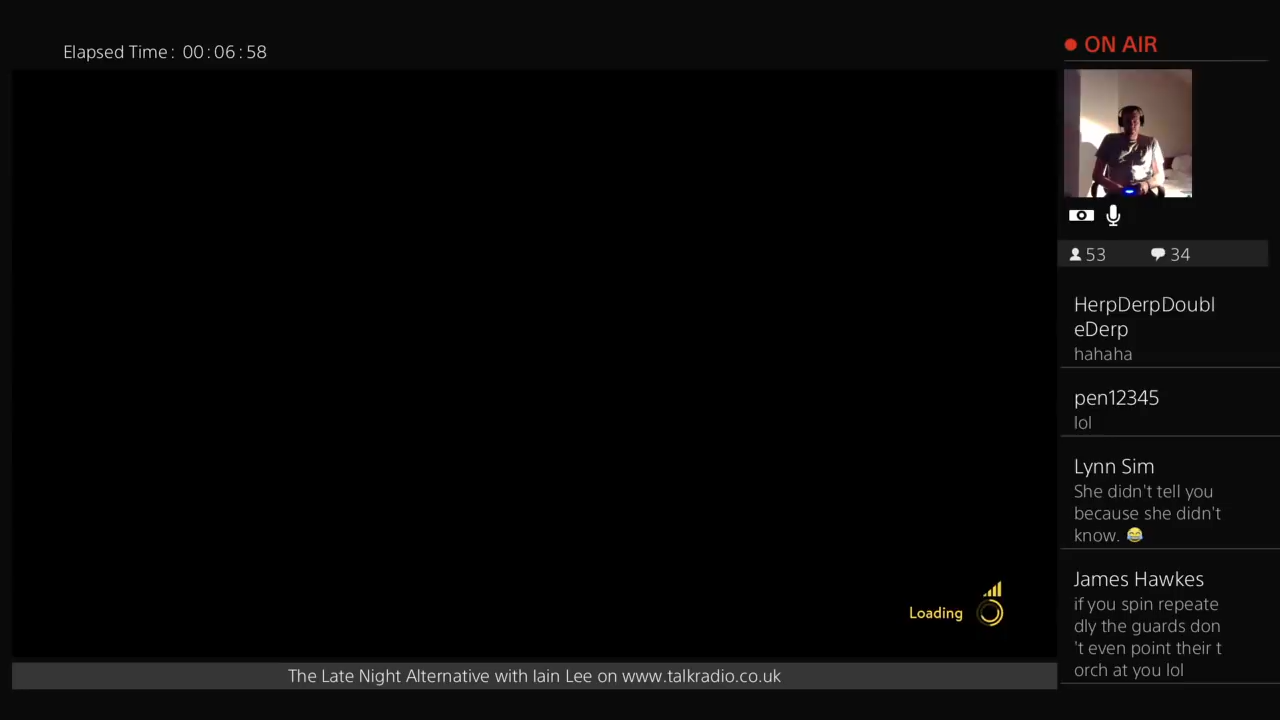 Elapsed Time: 00:06:58
ON AIR
53
34
HerpDerpDoubl
eDerp
hahaha
pen12345
lol
Lynn Sim
She didn't tell you
because she didn't
know. 😂
James Hawkes
if you spin repeate
dly the guards don
't even point their t
orch at you lol
Loading
The Late Night Alternative with Iain Lee on www.talkradio.co.uk